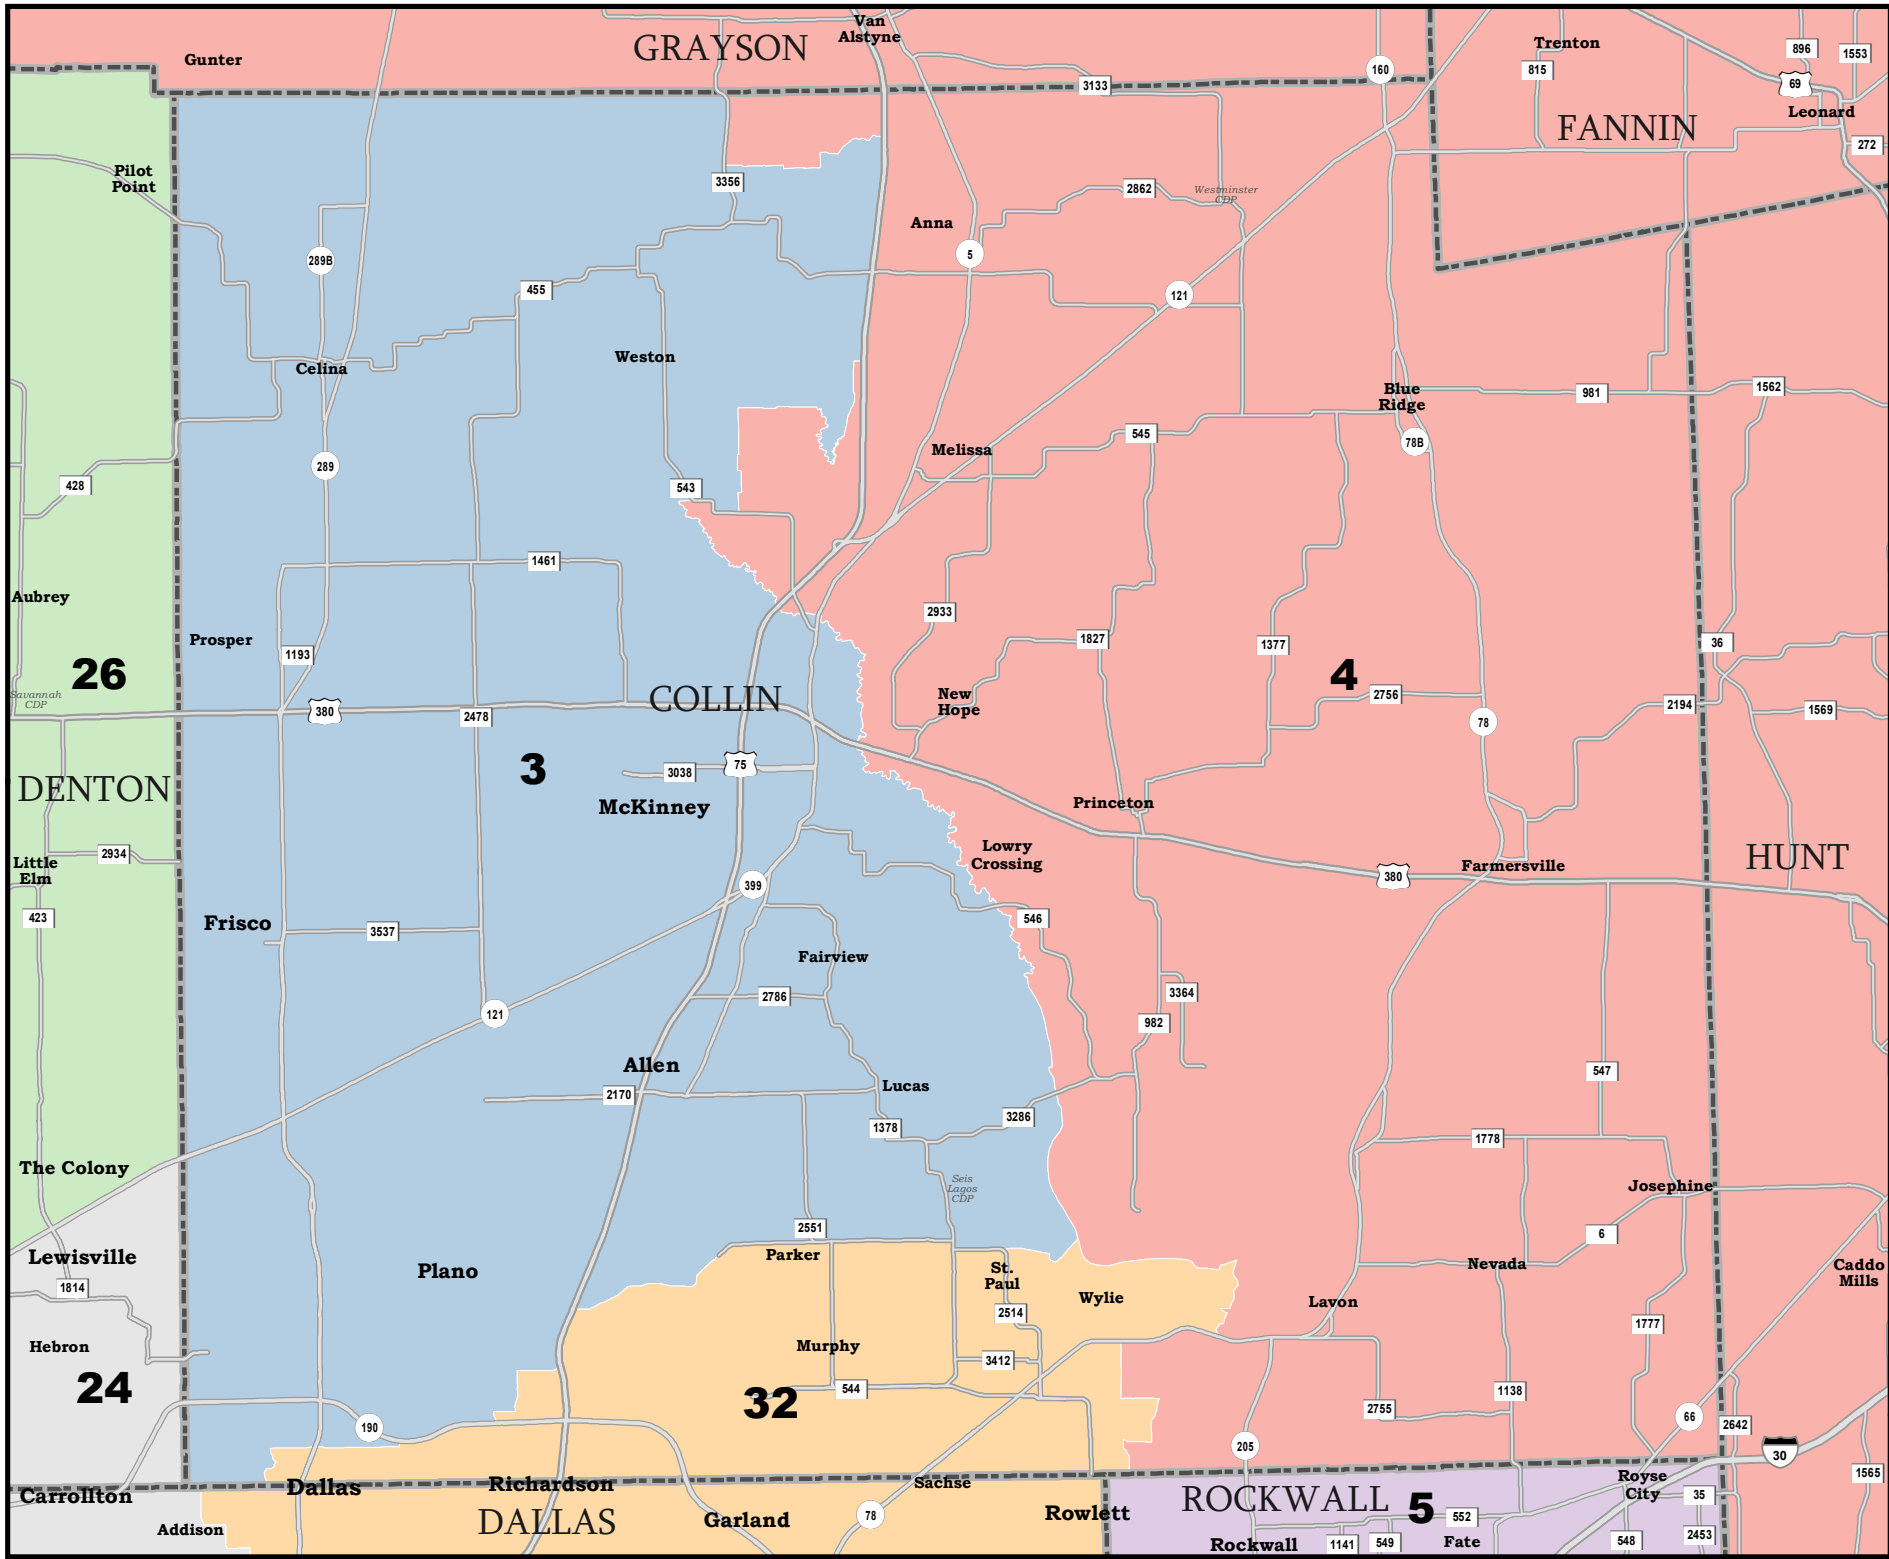 GRAYSON
Van
Alstyne
Gunter
Trenton
896
1553
160
815
3133
69
Leonard
FANNIN
272
Pilot
Point
3356
2862
Westminster
CDP
Anna
5
289B
455
121
Weston
Celina
Blue
Ridge
981
1562
545
78B
Melissa
289
428
543
1461
Aubrey
2933
Prosper
1827
1377
36
1193
26
4
Savannah
CDP
COLLIN
New
Hope
2756
2194
380
2478
78
1569
3
75
3038
DENTON
McKinney
Princeton
2934
Little
Elm
Lowry
Crossing
HUNT
Farmersville
380
399
423
Frisco
546
3537
Fairview
2786
3364
121
982
Allen
547
2170
Lucas
3286
1378
1778
The Colony
Seis
Lagos
CDP
Josephine
2551
6
Lewisville
Parker
Nevada
Caddo
Mills
1814
Plano
St.
Paul
Wylie
Lavon
2514
1777
Hebron
Murphy
3412
24
544
32
1138
2755
66
2642
190
205
30
1565
Dallas
Richardson
Sachse
Royse
City
Carrollton
ROCKWALL
5
35
Addison
DALLAS
Garland
78
Rowlett
552
2453
Rockwall
1141
549
Fate
548